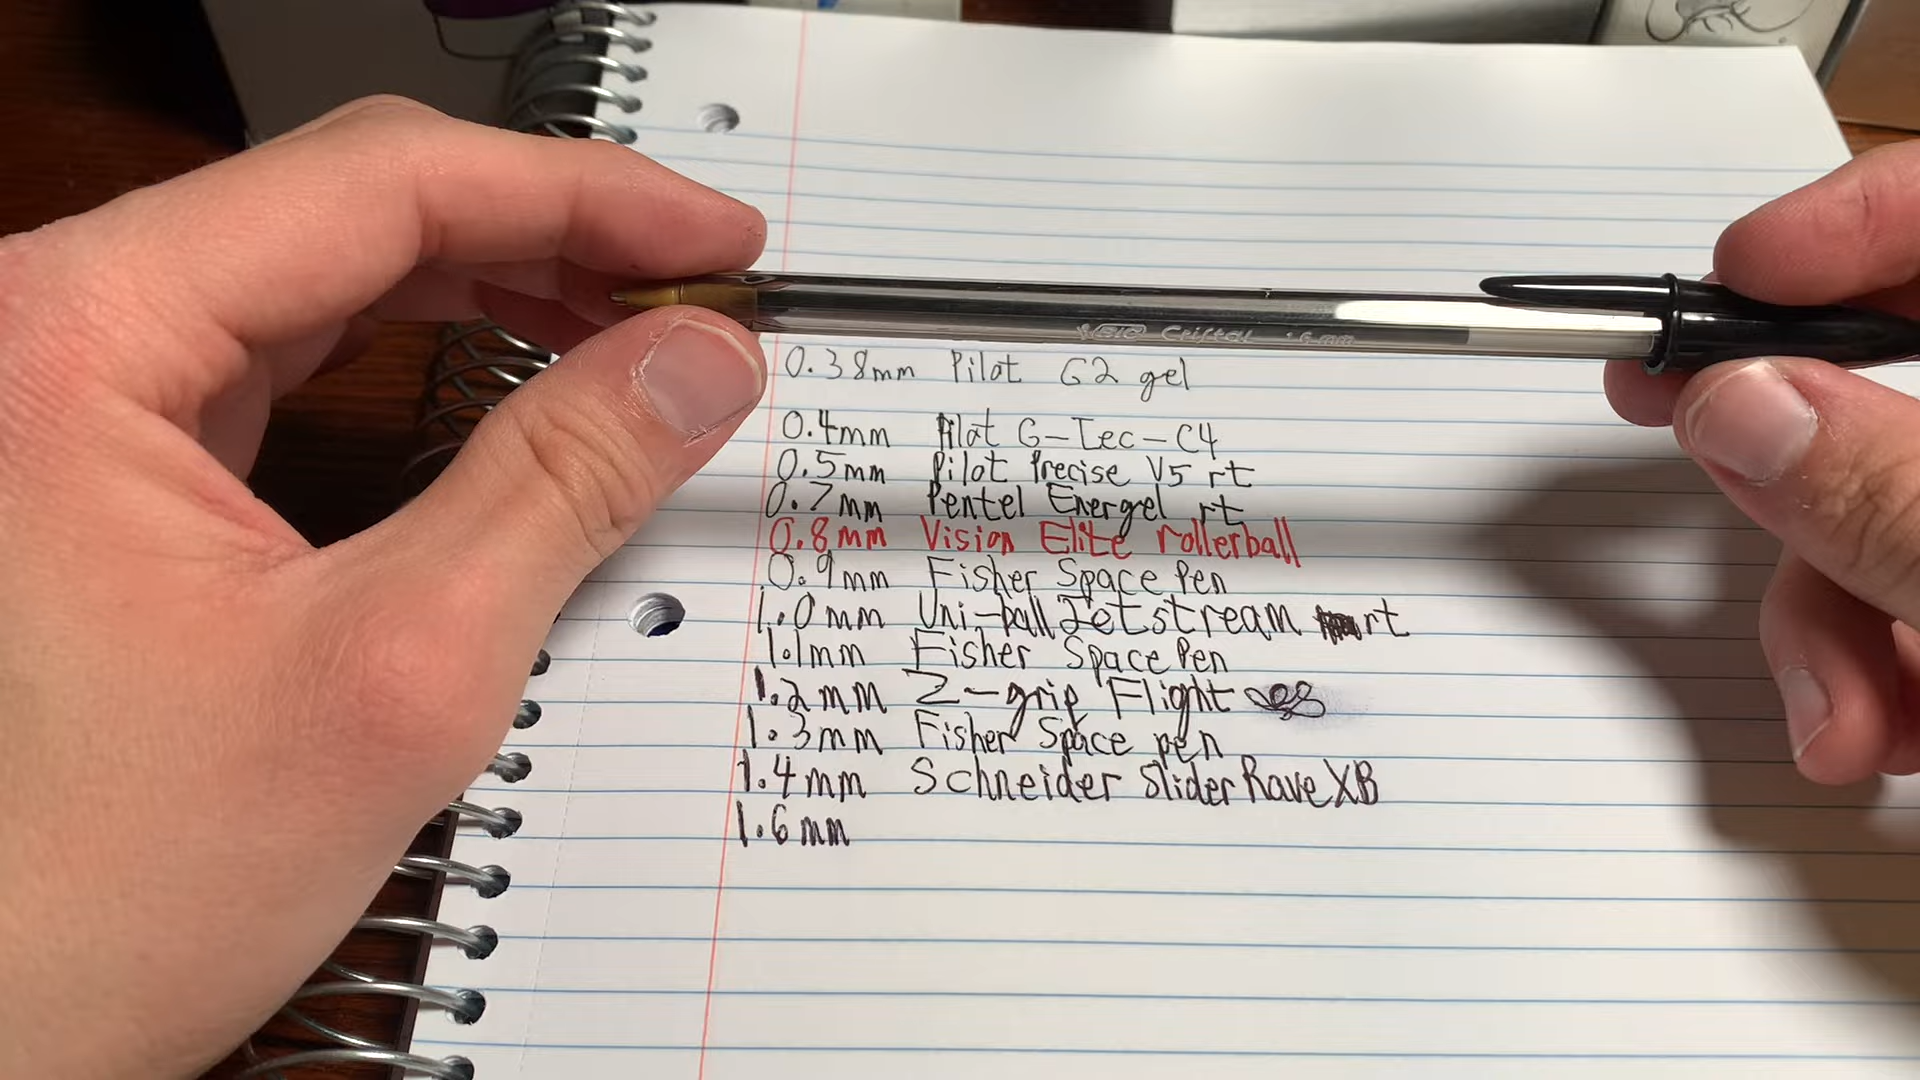 BIC Cristal 1.6 mm
0.38mm Pilot G2 gel
0.4mm Pilot G-Tec-C4
0.5mm Pilot Precise V5 rt
0.7mm Pentel Energel rt
0.8mm Vision Elite rollerball
0.9mm Fisher Space Pen
1.0mm Uni-ball Jetstream rt
1.1mm Fisher Space Pen
1.2mm Z-grip Flight
1.3mm Fisher Space pen
1.4mm Schneider Slider Rave XB
1.6mm